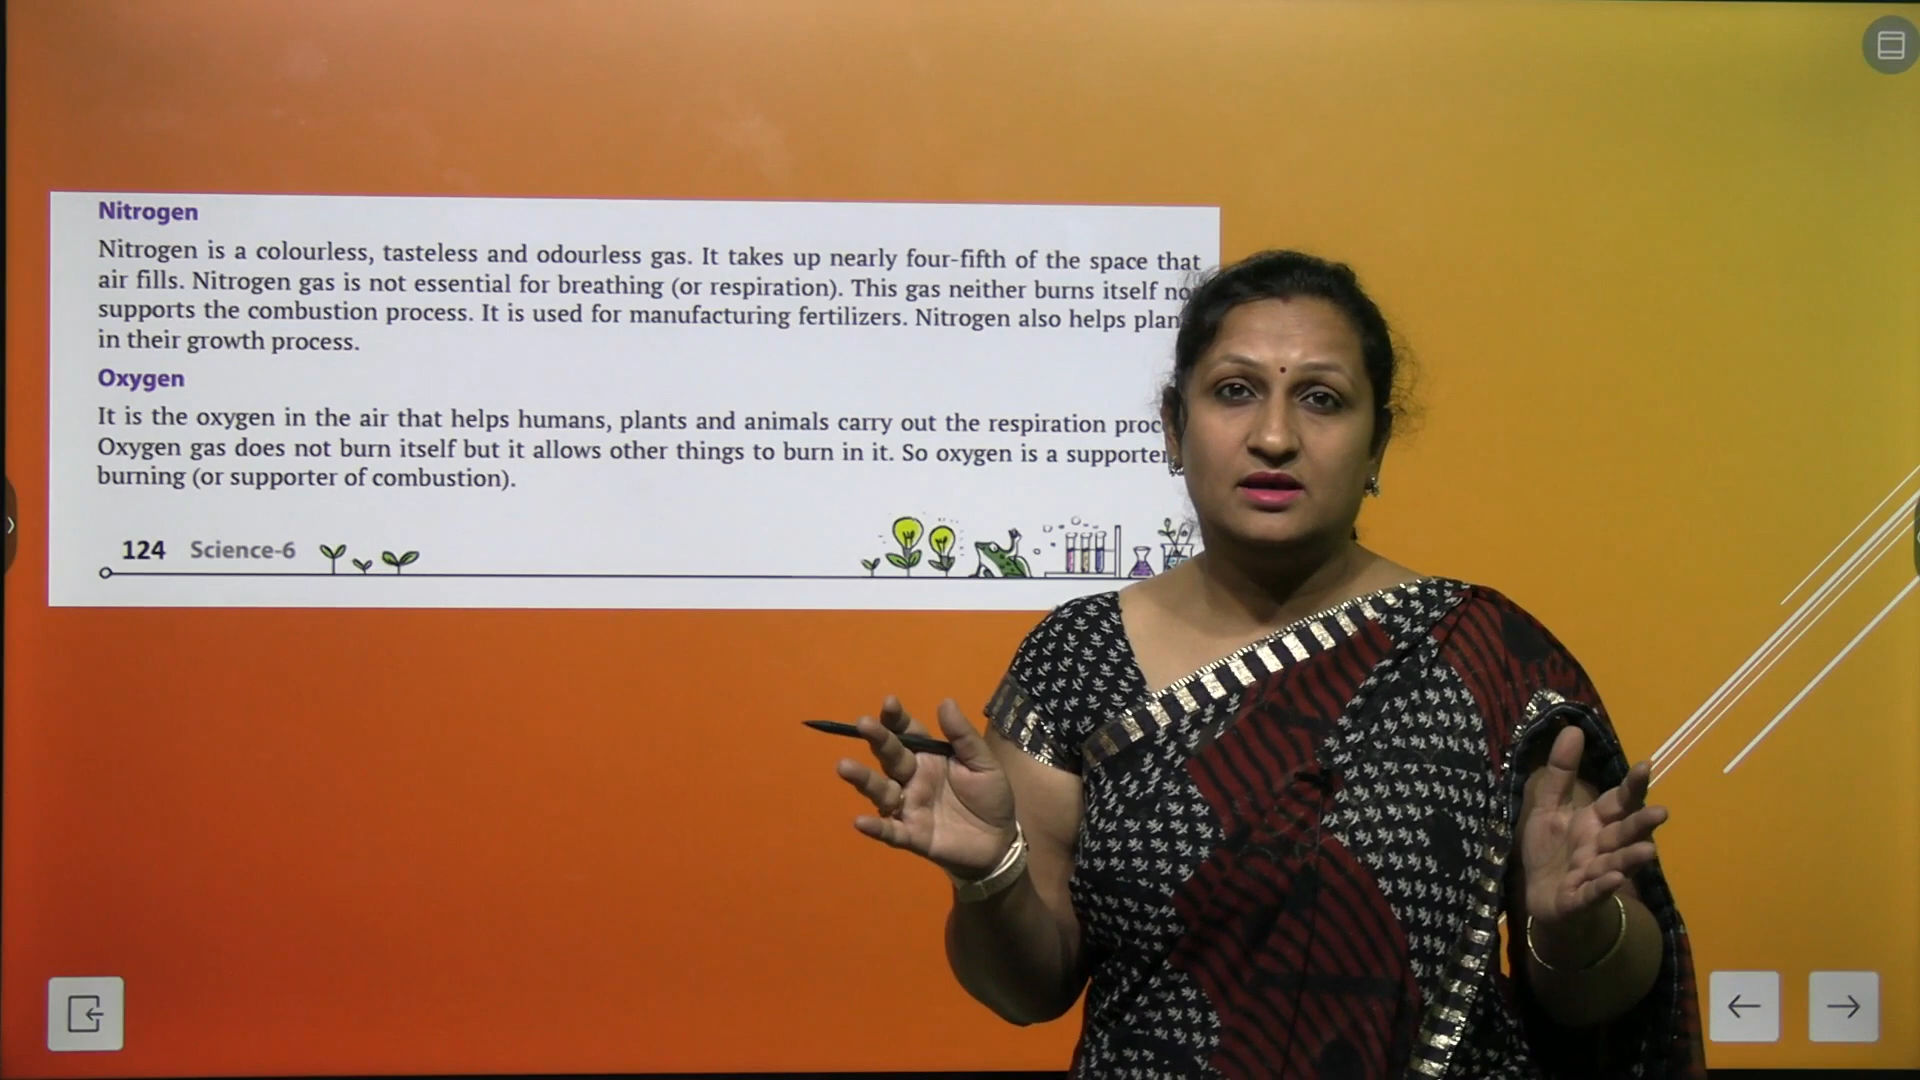 Nitrogen
Nitrogen is a colourless, tasteless and odourless gas. It takes up nearly four-fifth of the space that
air fills. Nitrogen gas is not essential for breathing (or respiration). This gas neither burns itself
supports the combustion process. It is used for manufacturing fertilizers. Nitrogen also helps
in their growth process.
Oxygen
It is the oxygen in the air that helps humans, plants and animals carry out the respiration
Oxygen gas does not burn itself but it allows other things to burn in it. So oxygen is a supporter
burning (or supporter of combustion).
124 Science-6